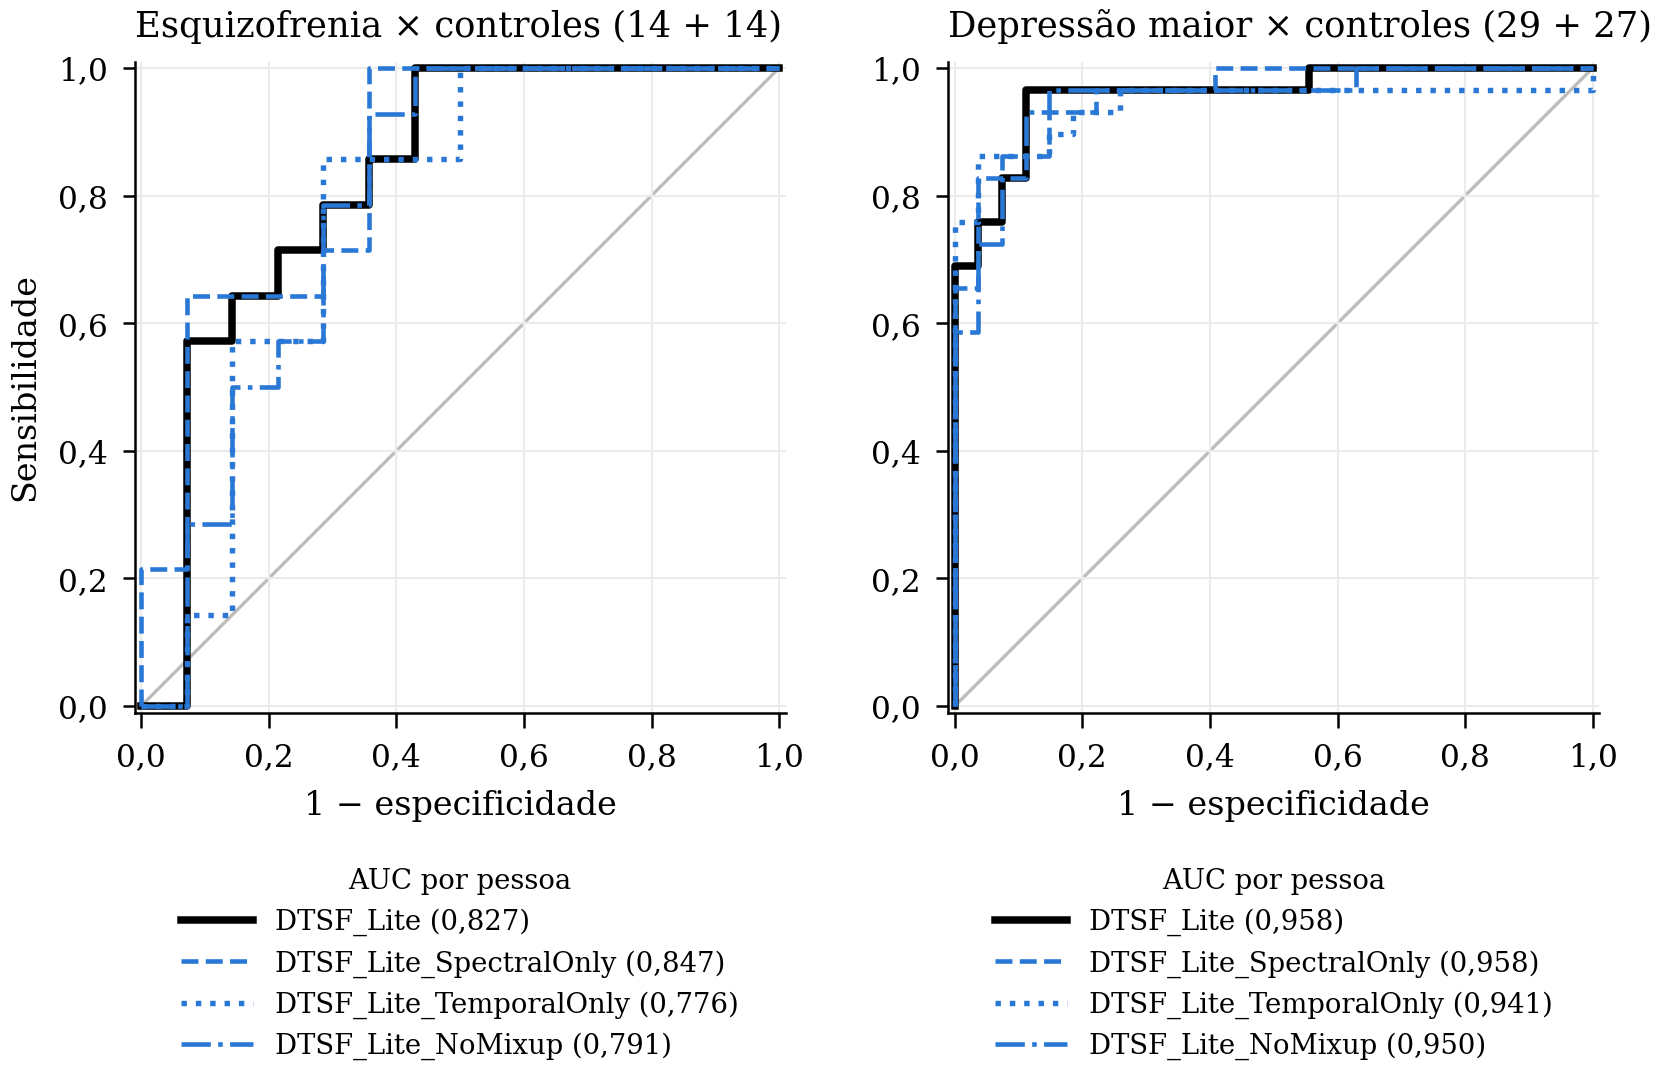 Esquizofrenia × controles (14 + 14)
Sensibilidade
1,0
0,8
0,6
0,4
0,2
0,0
0,0 0,2 0,4 0,6 0,8 1,0
1 − especificidade
AUC por pessoa
DTSF_Lite (0,827)
DTSF_Lite_SpectralOnly (0,847)
DTSF_Lite_TemporalOnly (0,776)
DTSF_Lite_NoMixup (0,791)
Depressão maior × controles (29 + 27)
1,0
0,8
0,6
0,4
0,2
0,0
0,0 0,2 0,4 0,6 0,8 1,0
1 − especificidade
AUC por pessoa
DTSF_Lite (0,958)
DTSF_Lite_SpectralOnly (0,958)
DTSF_Lite_TemporalOnly (0,941)
DTSF_Lite_NoMixup (0,950)